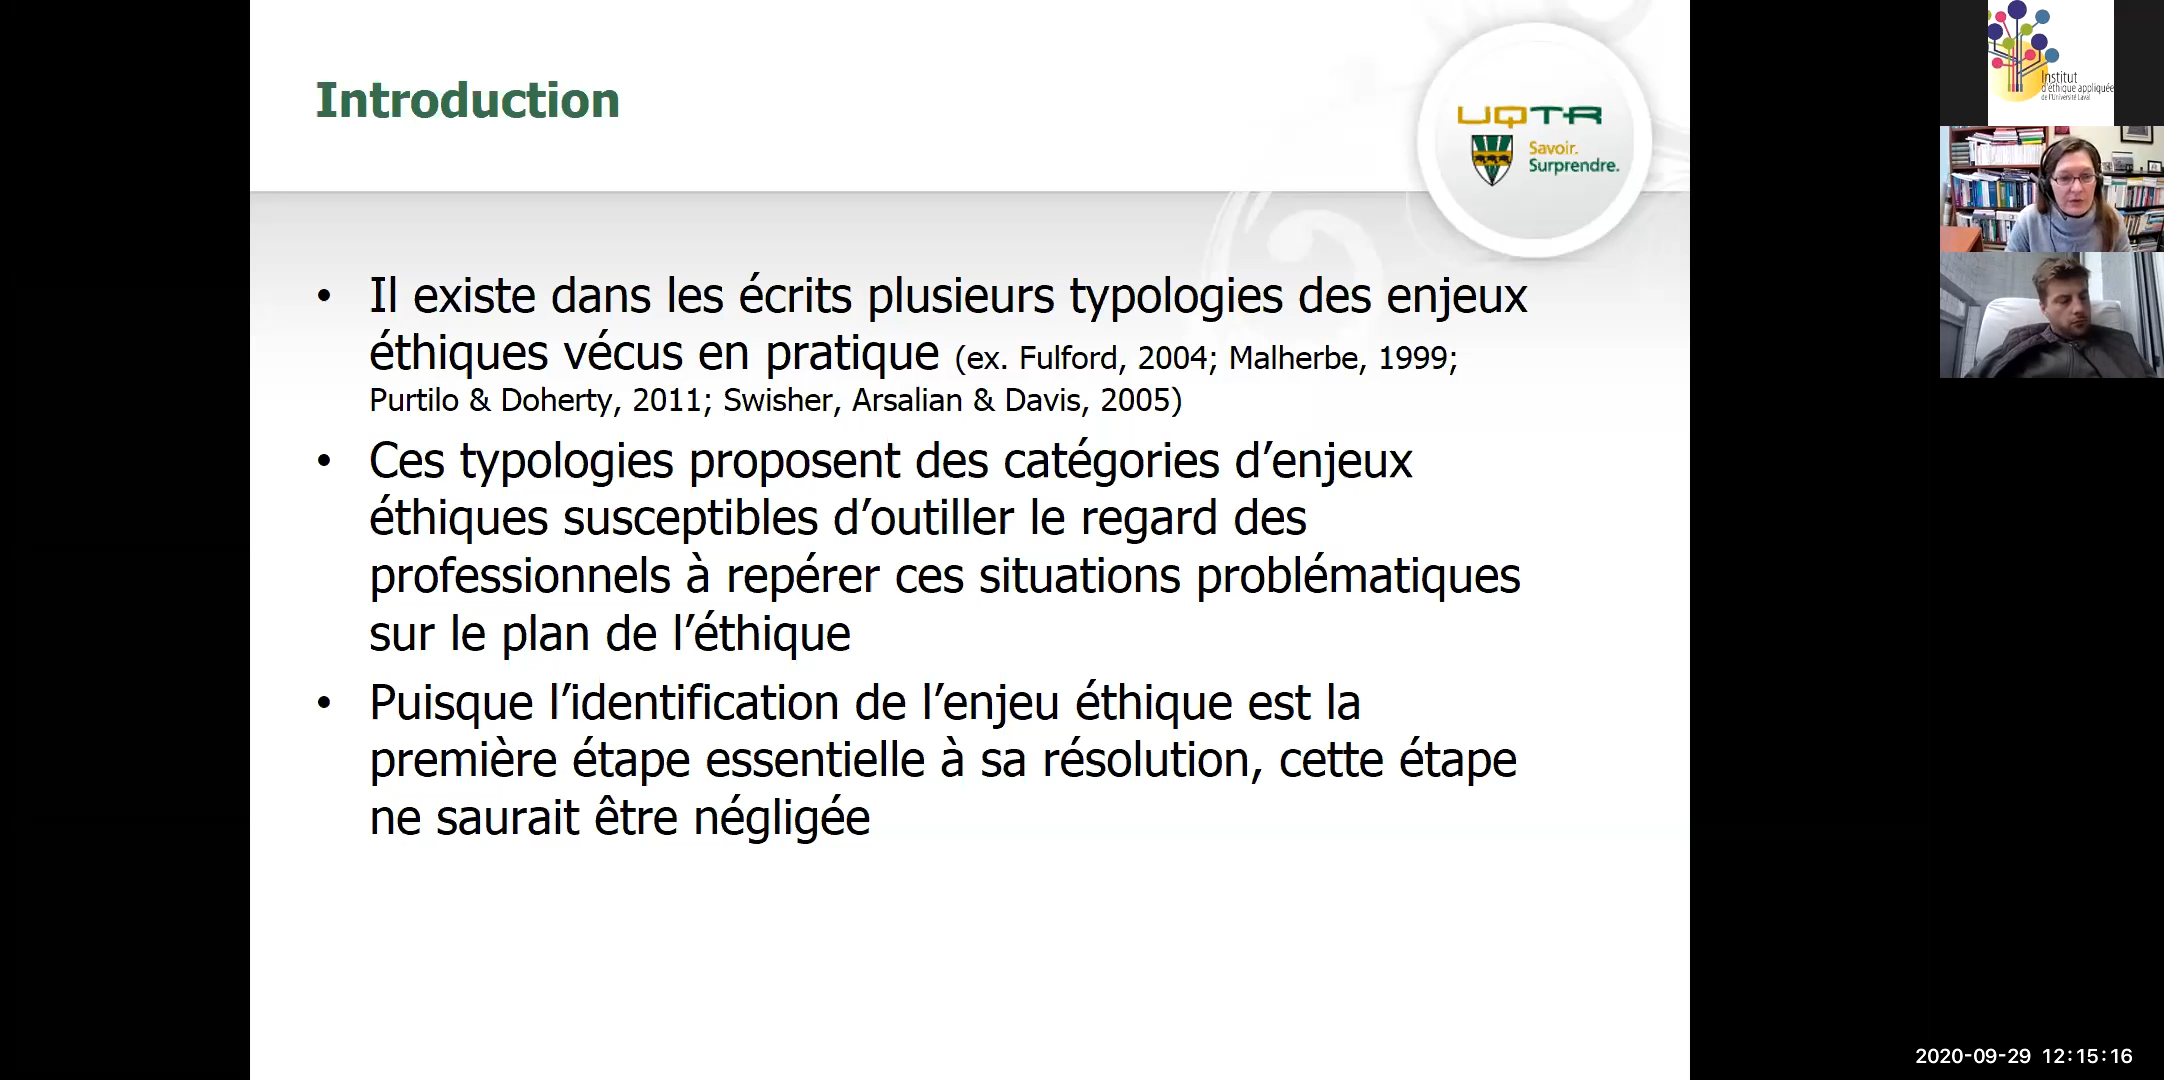 Introduction
UQTR
Savoir.
Surprendre.
• Il existe dans les écrits plusieurs typologies des enjeux
éthiques vécus en pratique (ex. Fulford, 2004; Malherbe, 1999;
Purtilo & Doherty, 2011; Swisher, Arsalian & Davis, 2005)
• Ces typologies proposent des catégories d’enjeux
éthiques susceptibles d’outiller le regard des
professionnels à repérer ces situations problématiques
sur le plan de l’éthique
• Puisque l’identification de l’enjeu éthique est la
première étape essentielle à sa résolution, cette étape
ne saurait être négligée
Institut
d'éthique appliquée
de l'Université Laval
2020-09-29 12:15:16